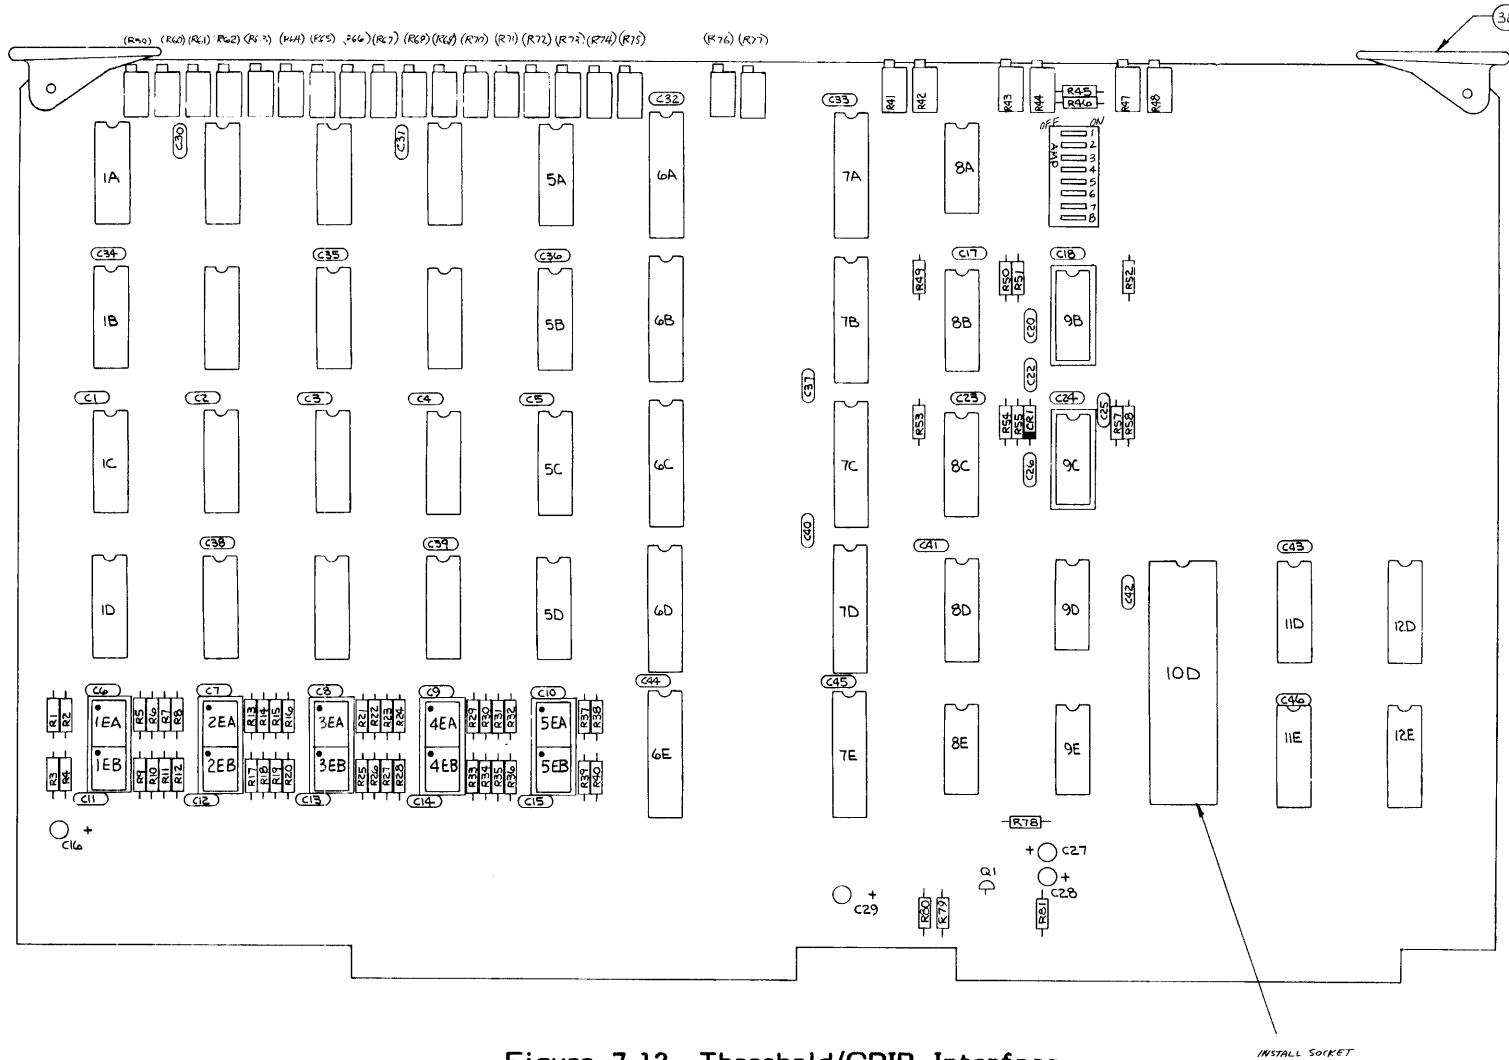 (R59) (R60) (R61) (R62) (R63) (R64) (R65) R66) (R67) (R68) (R69) (R70) (R71) (R72) (R73) (R74) (R75) (R76) (R77)
R41 R42 R43 R44 R45 R47 R48
C32 C33 R46
OFF ON
C30 C31
1A 5A 6A 7A 8A AMP
1
2
3
4
5
6
7
8
C34 C35 C36 C17 C18
R49 R50 R51 R52
1B 5B 6B 7B 8B C20 9B
C37 C22
C1 C2 C3 C4 C5 C23 C24 C25
R53 R54 R55 CR1 R57 R58
1C 5C 6C 7C 8C C26 9C
C40
C38 C39 C41 C43
C42
1D 5D 6D 7D 8D 9D 10D 11D 12D
C44 C45
C6 C7 C8 C9 C10 C46
R1 R2 1EA R5 R6 R7 R8 2EA R13 R14 R15 R16 3EA R21 R22 R23 R24 4EA R29 R30 R31 R32 5EA R37 R38
6E 7E 8E 9E 11E 12E
R3 R4 1EB R9 R10 R11 R12 2EB R17 R18 R19 R20 3EB R25 R26 R27 R28 4EB R33 R34 R35 R36 5EB R39 R40
C11 C12 C13 C14 C15
+ R78
C16
+ C27
Q1 +
C28
+
C29 R80 R79 R81
INSTALL SOCKET
Figure 7-12 Threshold/GPIB Interface